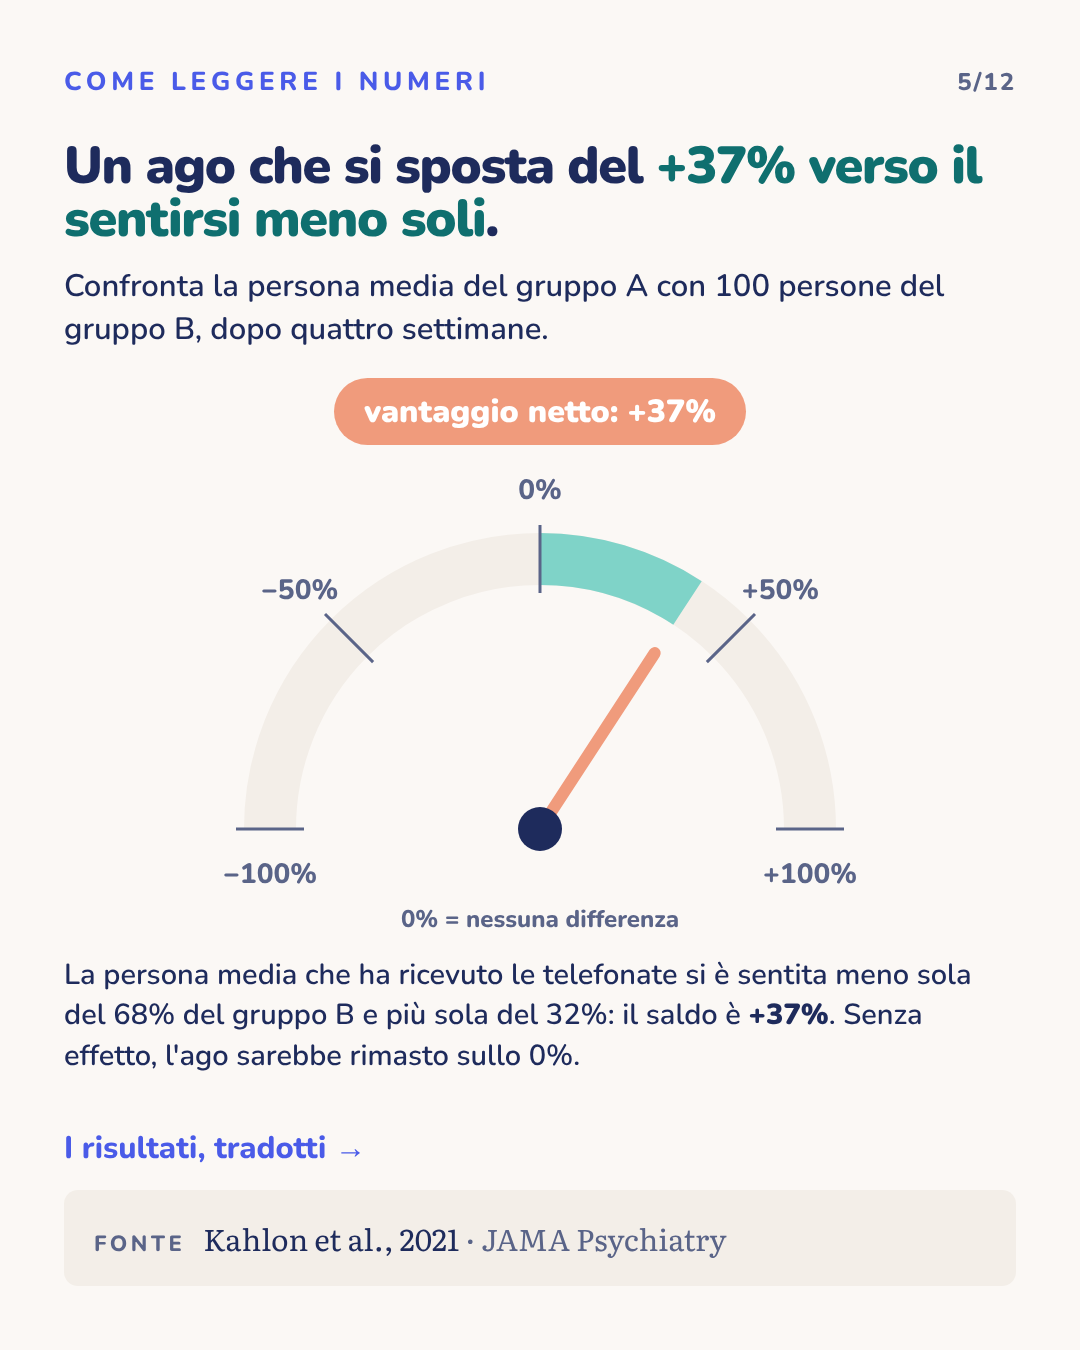 COME LEGGERE I NUMERI
5/12
Un ago che si sposta del +37% verso il
sentirsi meno soli.
Confronta la persona media del gruppo A con 100 persone del
gruppo B, dopo quattro settimane.
vantaggio netto: +37%
0%
−50%
+50%
−100%
+100%
0% = nessuna differenza
La persona media che ha ricevuto le telefonate si è sentita meno sola
del 68% del gruppo B e più sola del 32%: il saldo è +37%. Senza
effetto, l'ago sarebbe rimasto sullo 0%.
I risultati, tradotti →
FONTE Kahlon et al., 2021 · JAMA Psychiatry